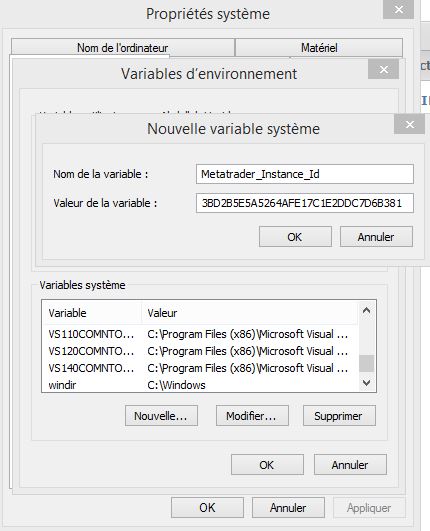 Propriétés système
Nom de l'ordinateur Matériel
Variables d'environnement
Nouvelle variable système
Nom de la variable : Metatrader_Instance_Id
Valeur de la variable : 3BD2B5E5A5264AFE17C1E2DDC7D6B381
OK Annuler
Variables système
Variable Valeur
VS110COMNTO... C:\Program Files (x86)\Microsoft Visual ...
VS120COMNTO... C:\Program Files (x86)\Microsoft Visual ...
VS140COMNTO... C:\Program Files (x86)\Microsoft Visual ...
windir C:\Windows
Nouvelle... Modifier... Supprimer
OK Annuler
OK Annuler Appliquer